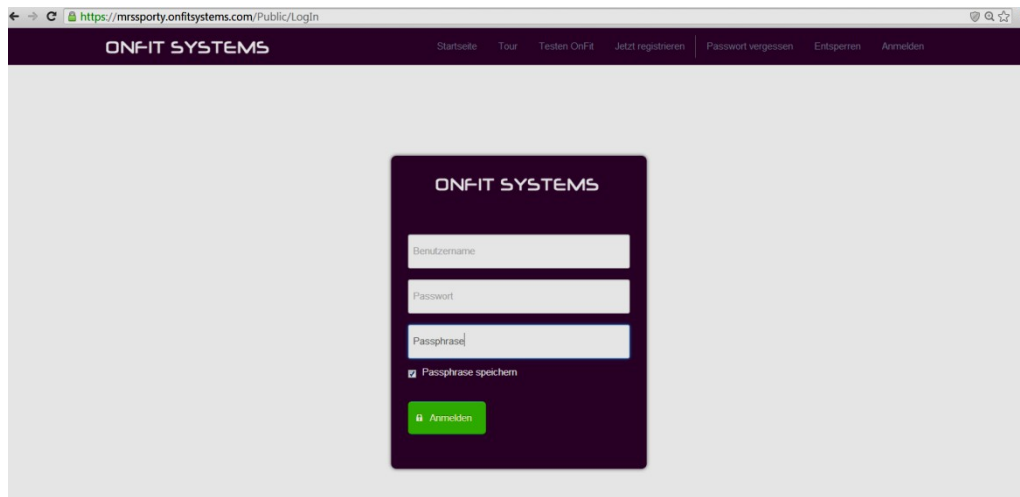 https://mrssporty.onfitsystems.com/Public/LogIn
ONFIT SYSTEMS Startseite Tour Testen OnFit Jetzt registrieren Passwort vergessen Entsperren Anmelden
ONFIT SYSTEMS
Benutzername
Passwort
Passphrase
Passphrase speichern
Anmelden